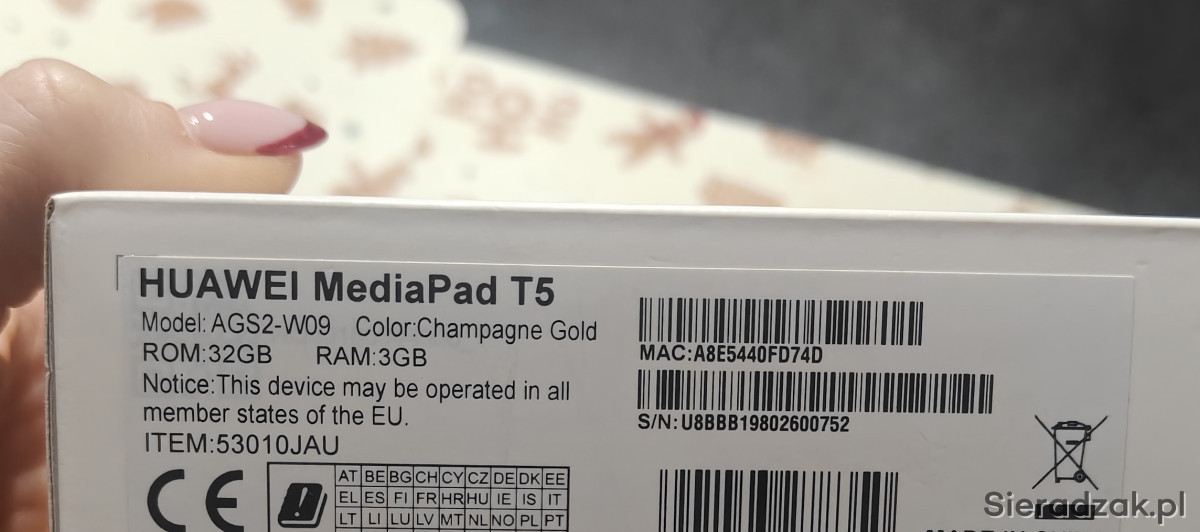 HUAWEI MediaPad T5
Model: AGS2-W09 Color:Champagne Gold
ROM:32GB RAM:3GB
Notice:This device may be operated in all
member states of the EU.
ITEM:53010JAU
CE
AT BE BG CH CY CZ DE DK EE
EL ES FI FR HR HU IE IS IT
LT LI LU LV MT NL NO PL PT
MAC:A8E5440FD74D
S/N:U8BBB19802600752
Sieradzak.pl